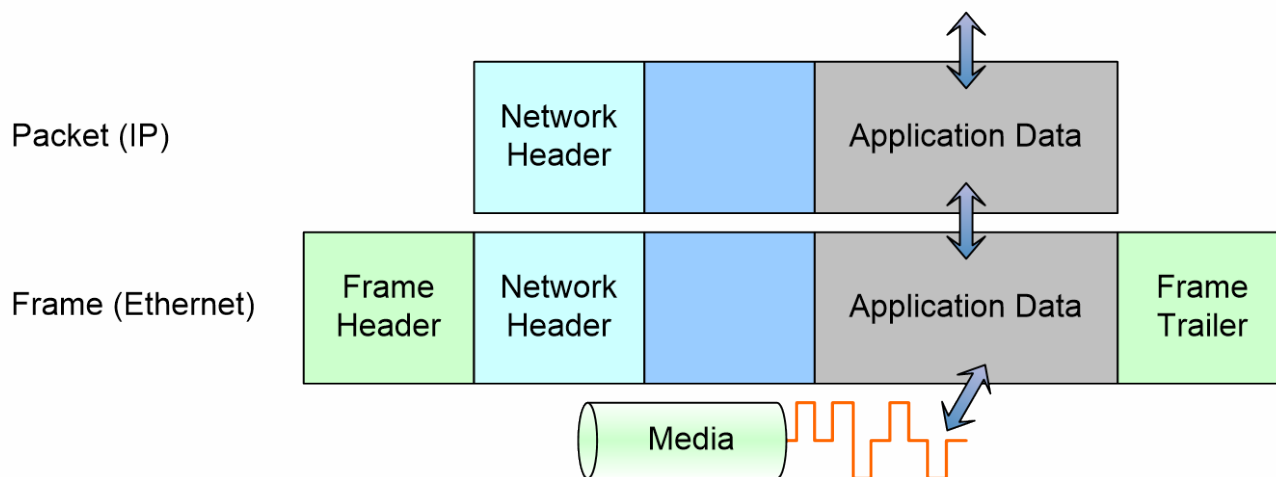 Packet (IP)
Network
Header
Application Data
Frame (Ethernet)
Frame
Header
Network
Header
Application Data
Frame
Trailer
Media